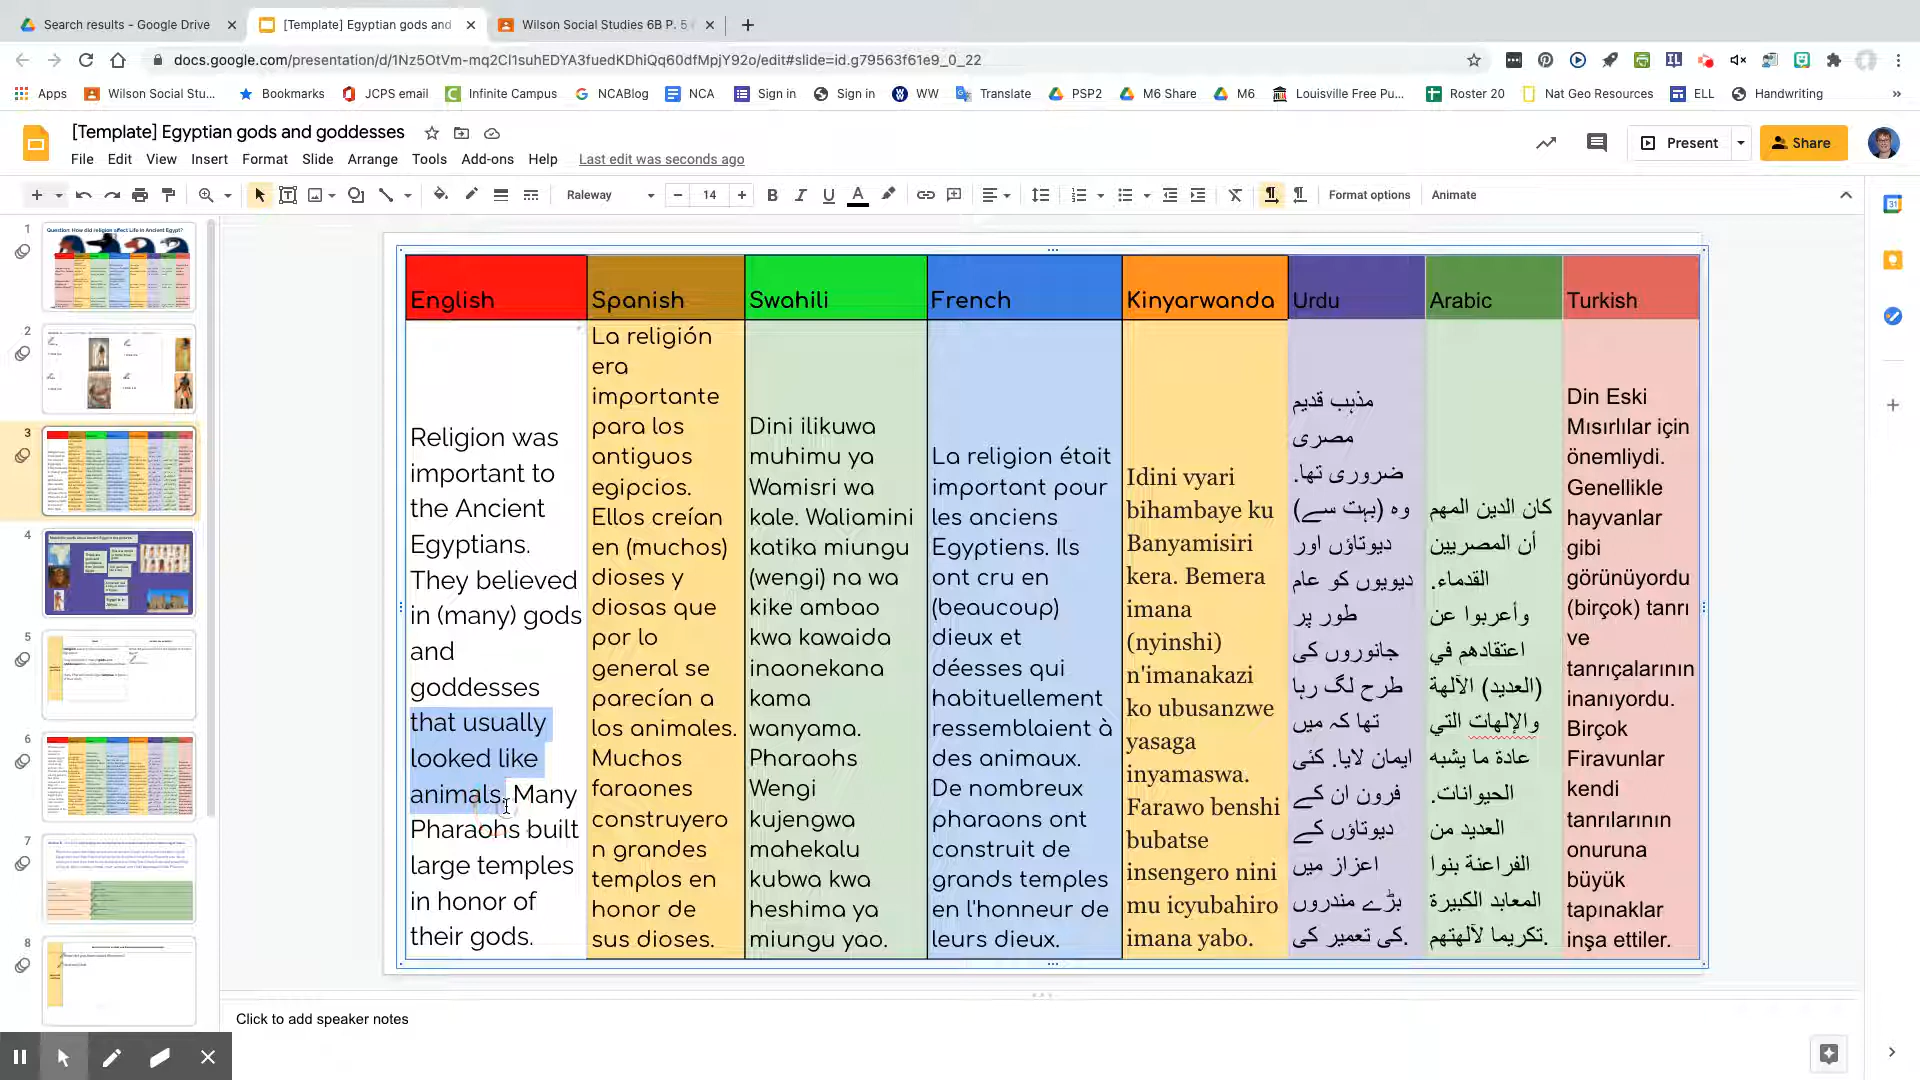 Search results - Google Drive
[Template] Egyptian gods and
Wilson Social Studies 6B P. 5
docs.google.com/presentation/d/1Nz5OtVm-mq2CI1suhEDYA3fuedKDhiQq60dfMpjY92o/edit#slide=id.g79563f61e9_0_22
Apps
Wilson Social Stu...
Bookmarks
JCPS email
Infinite Campus
NCABlog
NCA
Sign in
Sign in
WW
Translate
PSP2
M6 Share
M6
Louisville Free Pu...
Roster 20
Nat Geo Resources
ELL
Handwriting
[Template] Egyptian gods and goddesses
File Edit View Insert Format Slide Arrange Tools Add-ons Help Last edit was seconds ago
Present
Share
Raleway
14
Format options
Animate
1
Question: How did religion affect Life in Ancient Egypt?
2
3
4
5
6
7
8
English
Religion was
important to
the Ancient
Egyptians.
They believed
in (many) gods
and
goddesses
that usually
looked like
animals. Many
Pharaohs built
large temples
in honor of
their gods.
Spanish
La religión
era
importante
para los
antiguos
egipcios.
Ellos creían
en (muchos)
dioses y
diosas que
por lo
general se
parecían a
los animales.
Muchos
faraones
construyero
n grandes
templos en
honor de
sus dioses.
Swahili
Dini ilikuwa
muhimu ya
Wamisri wa
kale. Waliamini
katika miungu
(wengi) na wa
kike ambao
kwa kawaida
inaonekana
kama
wanyama.
Pharaohs
Wengi
kujengwa
mahekalu
kubwa kwa
heshima ya
miungu yao.
French
La religion était
important pour
les anciens
Egyptiens. Ils
ont cru en
(beaucoup)
dieux et
déesses qui
habituellement
ressemblaient à
des animaux.
De nombreux
pharaons ont
construit de
grands temples
en l'honneur de
leurs dieux.
Kinyarwanda
Idini vyari
bihambaye ku
Banyamisiri
kera. Bemera
imana
(nyinshi)
n'imanakazi
ko ubusanzwe
yasaga
inyamaswa.
Farawo benshi
bubatse
insengero nini
mu icyubahiro
imana yabo.
Urdu
مذہب قدیم
مصری
ضروری تھا.
وہ (بہت سے)
دیوتاؤں اور
دیویوں کو عام
طور پر
جانوروں کی
طرح لگ رہا
تھا کہ میں
ایمان لایا. کئی
فرون ان کے
دیوتاؤں کے
اعزاز میں
بڑے مندروں
کی تعمیر کی.
Arabic
كان الدين المهم
أن المصريين
القدماء.
وأعربوا عن
اعتقادهم في
(العديد) الآلهة
والإلهات التي
عادة ما يشبه
الحيوانات.
العديد من
الفراعنة بنوا
المعابد الكبيرة
تكريما لآلهتهم.
Turkish
Din Eski
Mısırlılar için
önemliydi.
Genellikle
hayvanlar
gibi
görünüyordu
(birçok) tanrı
ve
tanrıçalarının
inanıyordu.
Birçok
Firavunlar
kendi
tanrılarının
onuruna
büyük
tapınaklar
inşa ettiler.
Click to add speaker notes